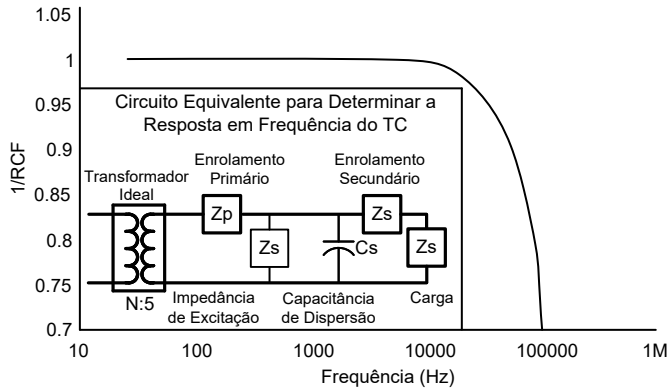 1.05
1
0.95
0.9
0.85
0.8
0.75
0.7
1/RCF
Circuito Equivalente para Determinar a
Resposta em Frequência do TC
Transformador
Ideal
Enrolamento
Primário
Enrolamento
Secundário
Zp
Zs
Zs
Cs
Zs
N:5
Impedância
de Excitação
Capacitância
de Dispersão
Carga
10
100
1000
10000
100000
1M
Frequência (Hz)